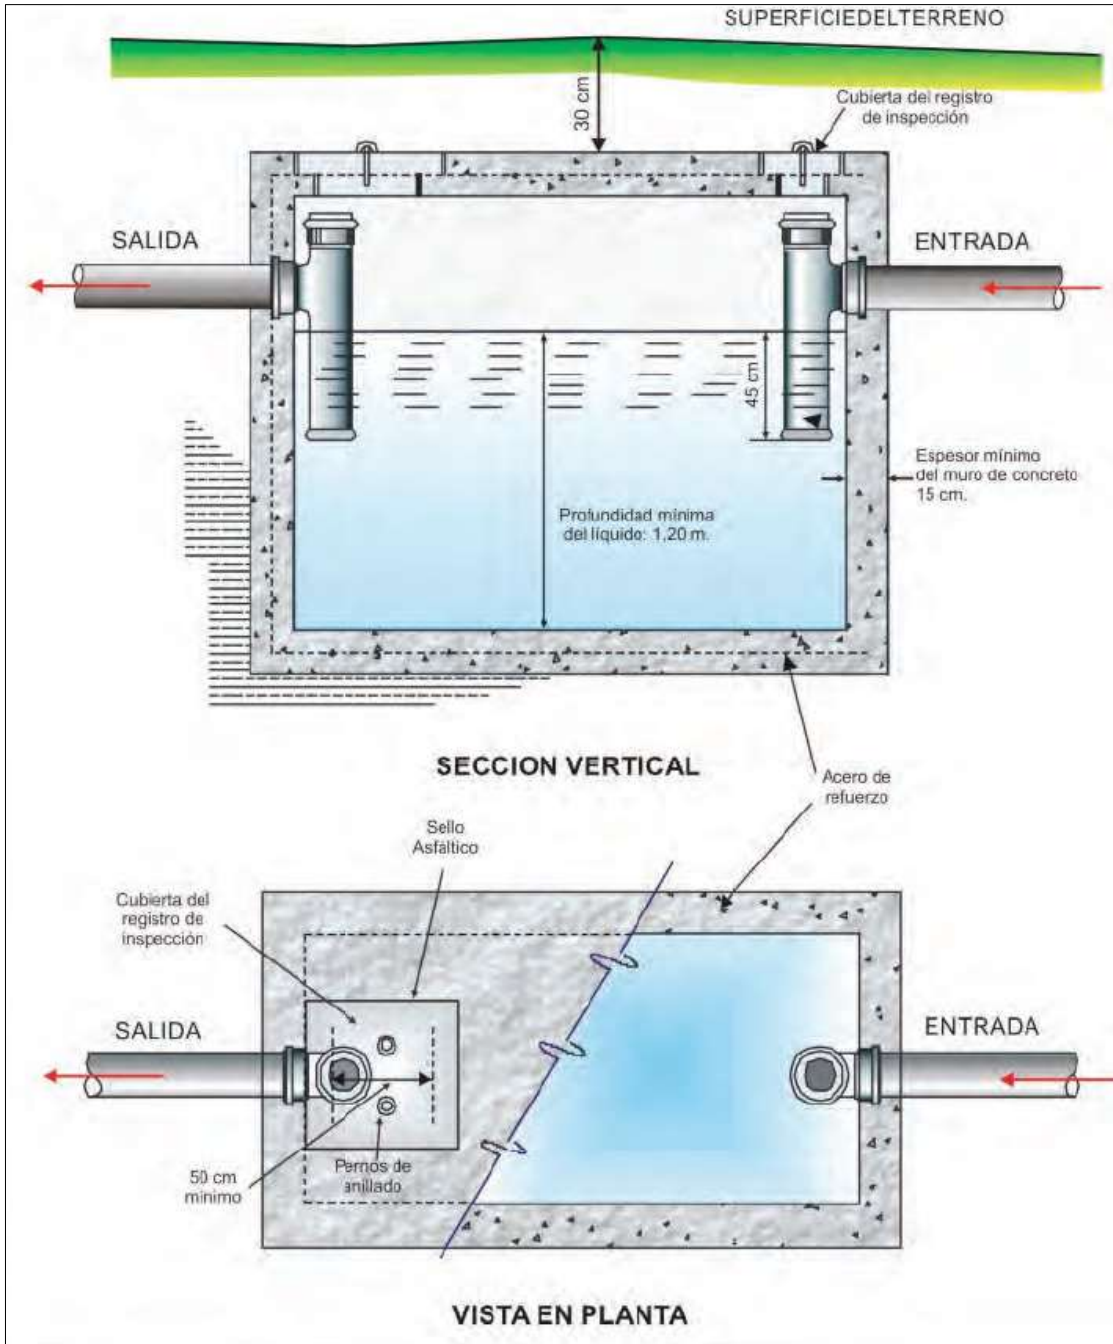 SUPERFICIEDELTERRENO
30 cm
Cubierta del registro
de inspección
SALIDA
ENTRADA
45 cm
Espesor mínimo
del muro de concreto
15 cm.
Profundidad mínima
del líquido: 1,20 m.
SECCION VERTICAL
Acero de
refuerzo
Sello
Asfáltico
Cubierta del
registro de
inspección
SALIDA
ENTRADA
50 cm
mínimo
Pernos de
anillado
VISTA EN PLANTA